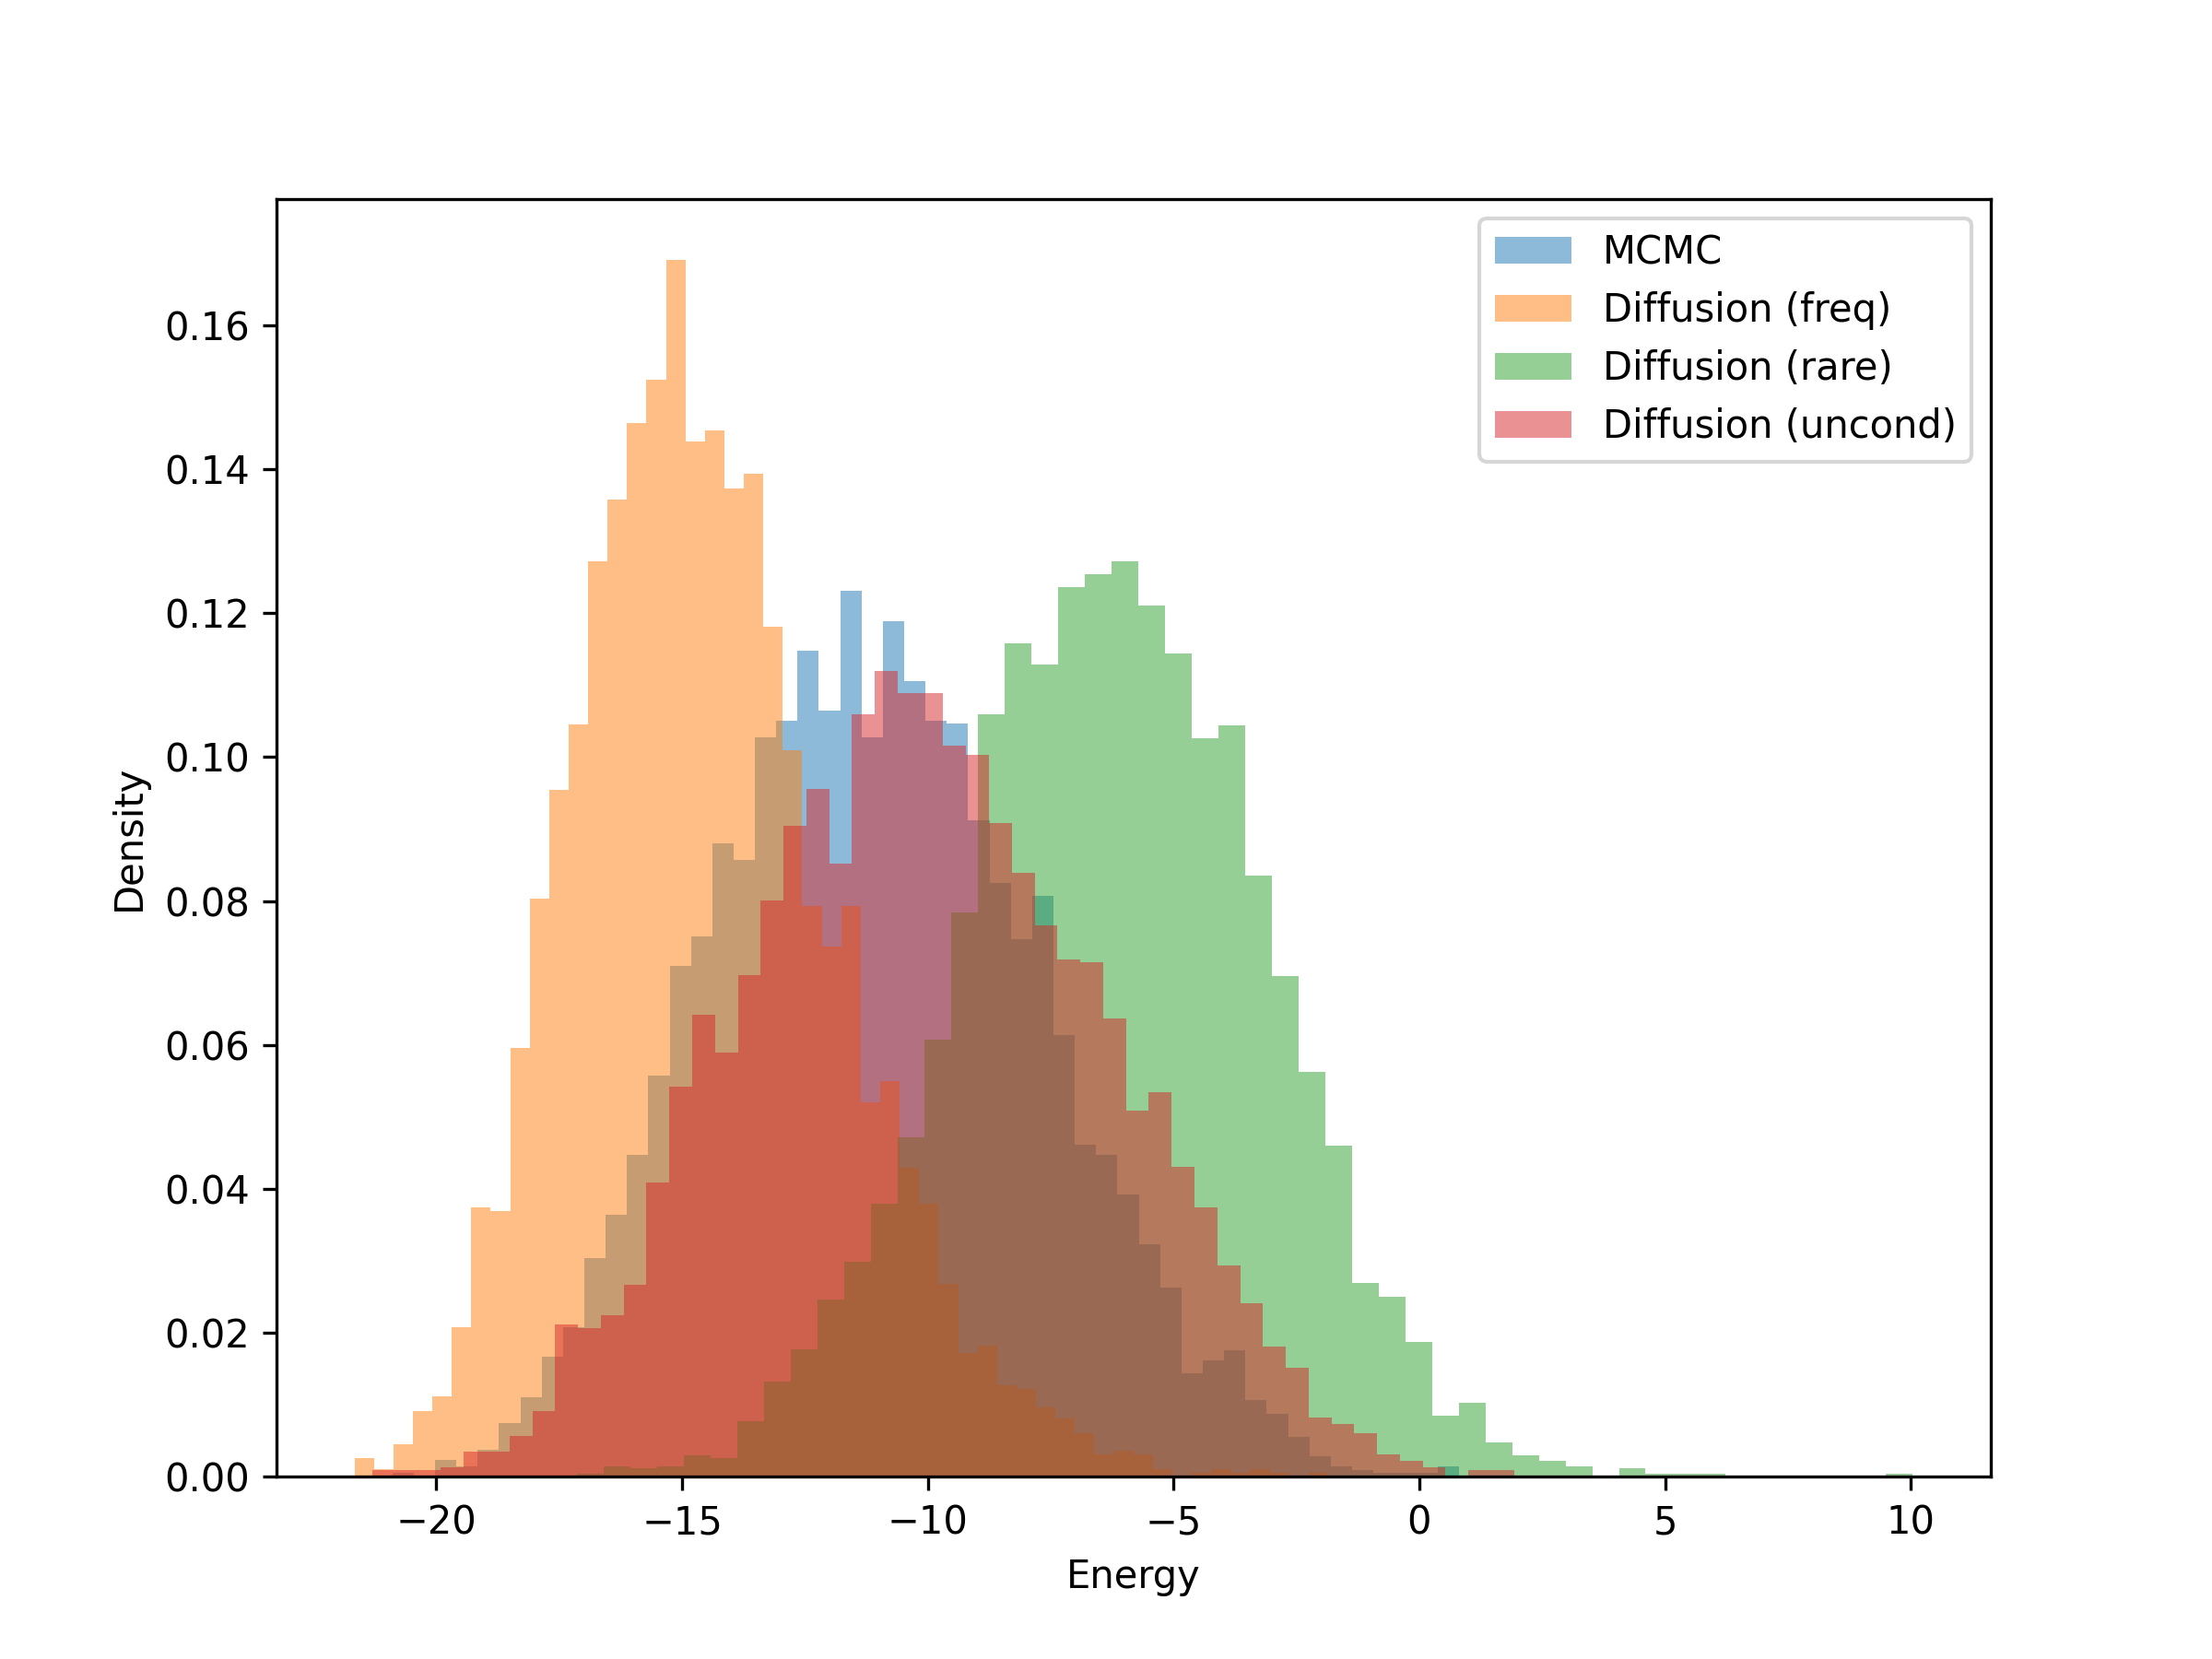 MCMC
Diffusion (freq)
Diffusion (rare)
Diffusion (uncond)
0.16
0.14
0.12
0.10
0.08
0.06
0.04
0.02
0.00
Density
−20 −15 −10 −5 0 5 10
Energy